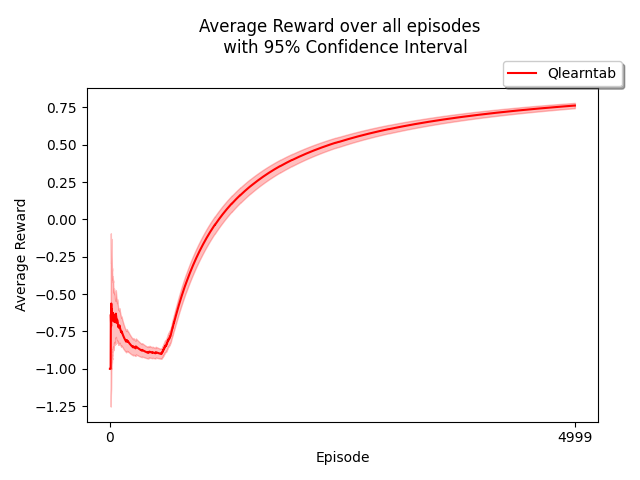 Average Reward over all episodes
with 95% Confidence Interval
Qlearntab
0.75
0.50
0.25
0.00
−0.25
−0.50
−0.75
−1.00
−1.25
Average Reward
0
4999
Episode